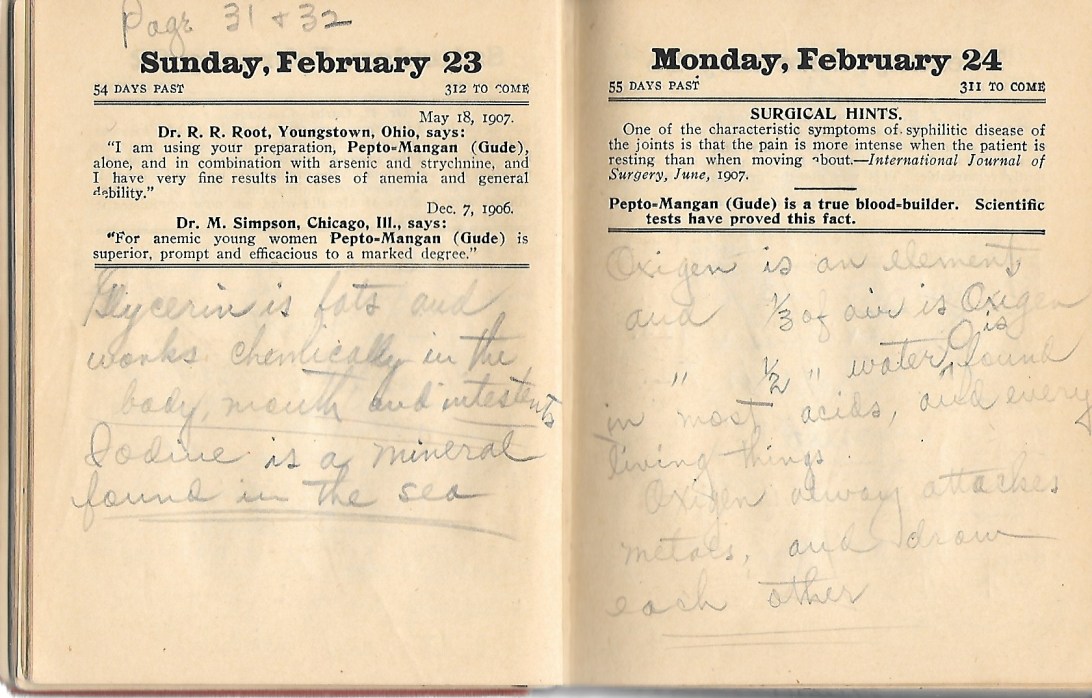 Page 31 + 32
Sunday, February 23
54 DAYS PAST 312 TO COME
May 18, 1907.
Dr. R. R. Root, Youngstown, Ohio, says:
"I am using your preparation, Pepto-Mangan (Gude),
alone, and in combination with arsenic and strychnine, and
I have very fine results in cases of anemia and general
debility."
Dec. 7, 1906.
Dr. M. Simpson, Chicago, Ill., says:
"For anemic young women Pepto-Mangan (Gude) is
superior, prompt and efficacious to a marked degree."
Glycerin is fats and
works chemically in the
body, mouth and intestents
Iodine is a mineral
found in the sea
Monday, February 24
55 DAYS PAST 311 TO COME
SURGICAL HINTS.
One of the characteristic symptoms of syphilitic disease of
the joints is that the pain is more intense when the patient is
resting than when moving about.—International Journal of
Surgery, June, 1907.
Pepto-Mangan (Gude) is a true blood-builder. Scientific
tests have proved this fact.
Oxigen is an element
and 1/3 of air is Oxigen
" 1/2 " water, O is found
in most acids, and every
living things.
Oxigen alway attaches
metals, and draw
each other